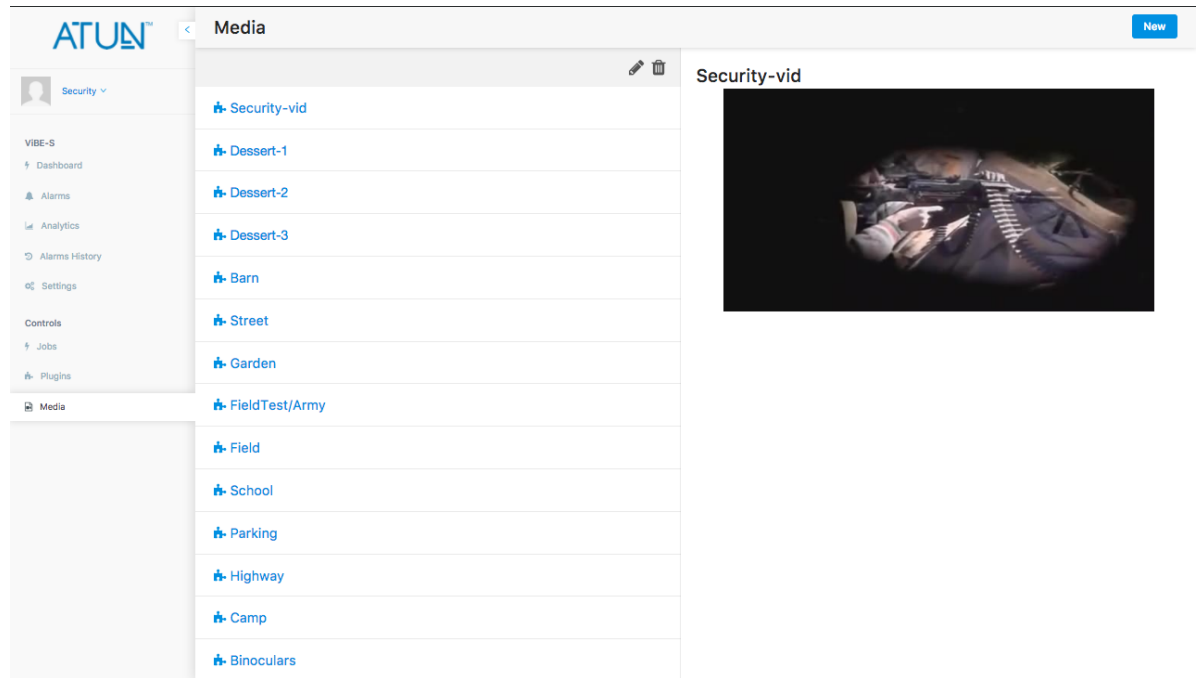 ATUN™
Security
ViBE-S
Dashboard
Alarms
Analytics
Alarms History
Settings
Controls
Jobs
Plugins
Media
Media
New
Security-vid
Dessert-1
Dessert-2
Dessert-3
Barn
Street
Garden
FieldTest/Army
Field
School
Parking
Highway
Camp
Binoculars
Security-vid